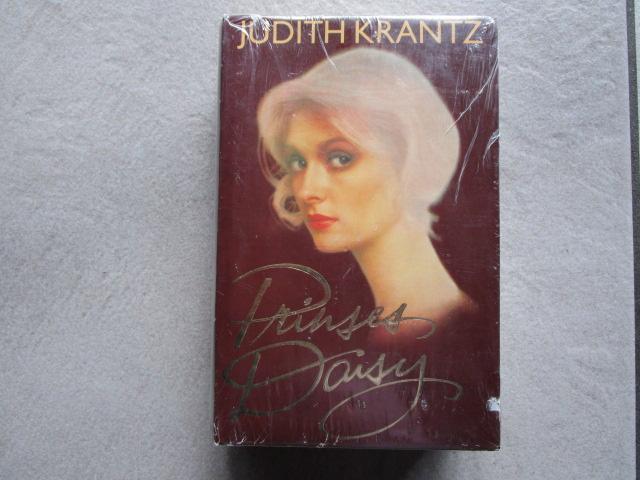 JUDITH KRANTZ
Prinses
Daisy